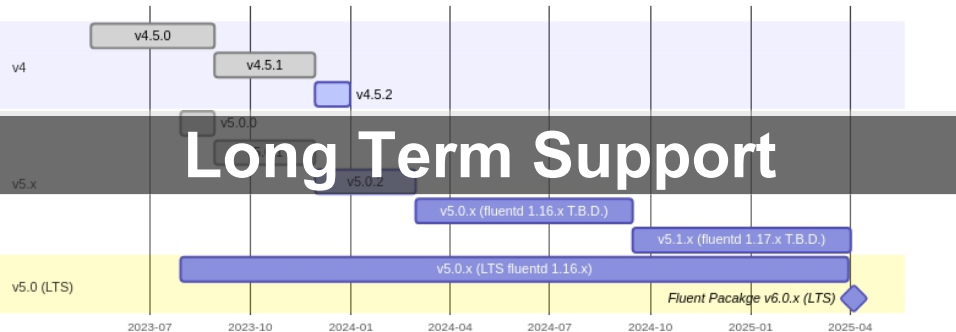 v4.5.0
v4
v4.5.1
v4.5.2
v5.0.0
Long Term Support
v5.x
v5.0.2
v5.0.x (fluentd 1.16.x T.B.D.)
v5.1.x (fluentd 1.17.x T.B.D.)
v5.0.x (LTS fluentd 1.16.x)
v5.0 (LTS)
Fluent Pacakge v6.0.x (LTS)
2023-07 2023-10 2024-01 2024-04 2024-07 2024-10 2025-01 2025-04